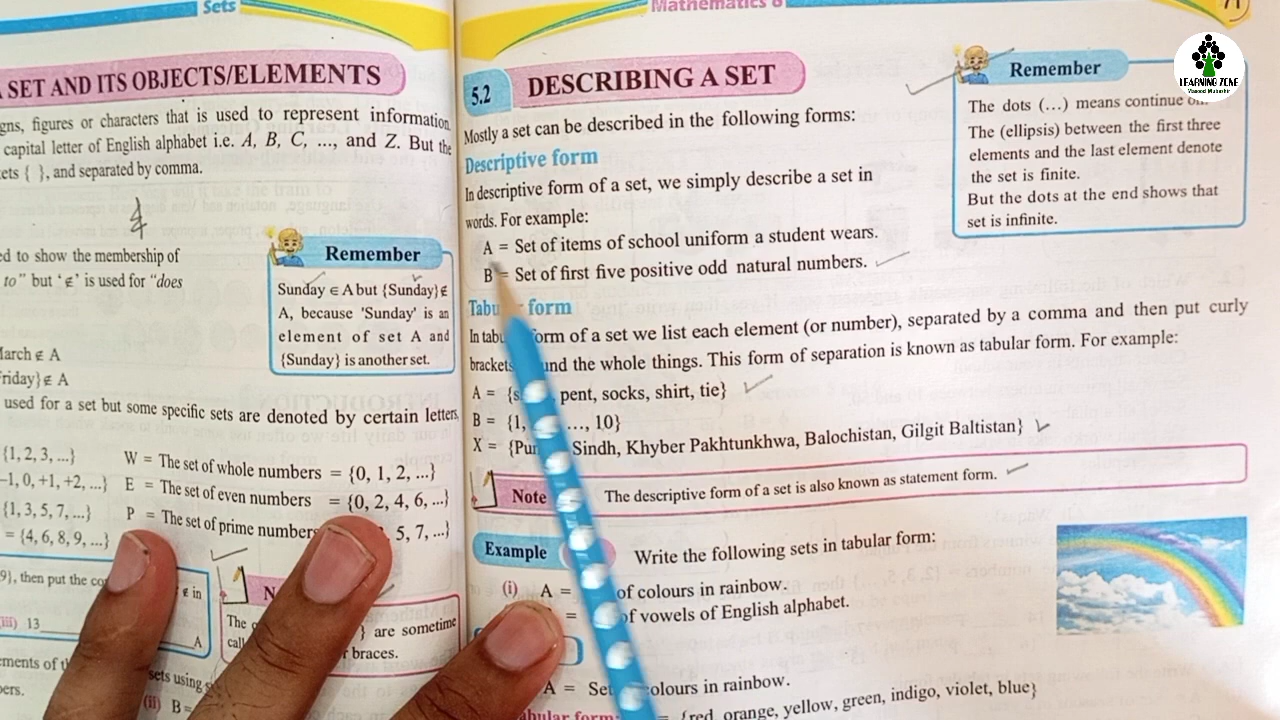 Sets
SET AND ITS OBJECTS/ELEMENTS
gns, figures or characters that is used to represent information
capital letter of English alphabet i.e. A, B, C, ..., and Z. But the
ets { }, and separated by comma.
ed to show the membership of
to” but ‘∉’ is used for “does
Remember
Sunday ∈ A but {Sunday} ∉
A, because 'Sunday' is an
element of set A and
{Sunday} is another set.
March ∉ A
riday} ∉ A
used for a set but some specific sets are denoted by certain letters
{1, 2, 3, ...} W = The set of whole numbers = {0, 1, 2, ...}
–1, 0, +1, +2, ...} E = The set of even numbers = {0, 2, 4, 6, ...}
{1, 3, 5, 7, ...} P = The set of prime numbers 5, 7, ...}
= {4, 6, 8, 9, ...}
9}, then put the
∉ in
(iii) 13 A
The
} are sometime
call braces.
ments of
sets using
(ii) B=
Mathematics 6
71
LEARNING ZONE
5.2 DESCRIBING A SET
Mostly a set can be described in the following forms:
Descriptive form
In descriptive form of a set, we simply describe a set in
words. For example:
A = Set of items of school uniform a student wears.
B = Set of first five positive odd natural numbers.
Remember
The dots (...) means continue
The (ellipsis) between the first three
elements and the last element denote
the set is finite.
But the dots at the end shows that
set is infinite.
form
form of a set we list each element (or number), separated by a comma and then put curly
brackets the whole things. This form of separation is known as tabular form. For example:
A = { pent, socks, shirt, tie}
B = {1, ..., 10}
X = { Sindh, Khyber Pakhtunkhwa, Balochistan, Gilgit Baltistan}
Note The descriptive form of a set is also known as statement form.
Example Write the following sets in tabular form:
(i) A = of colours in rainbow.
= of vowels of English alphabet.
A = Set colours in rainbow.
form: = {red, orange, yellow, green, indigo, violet, blue}